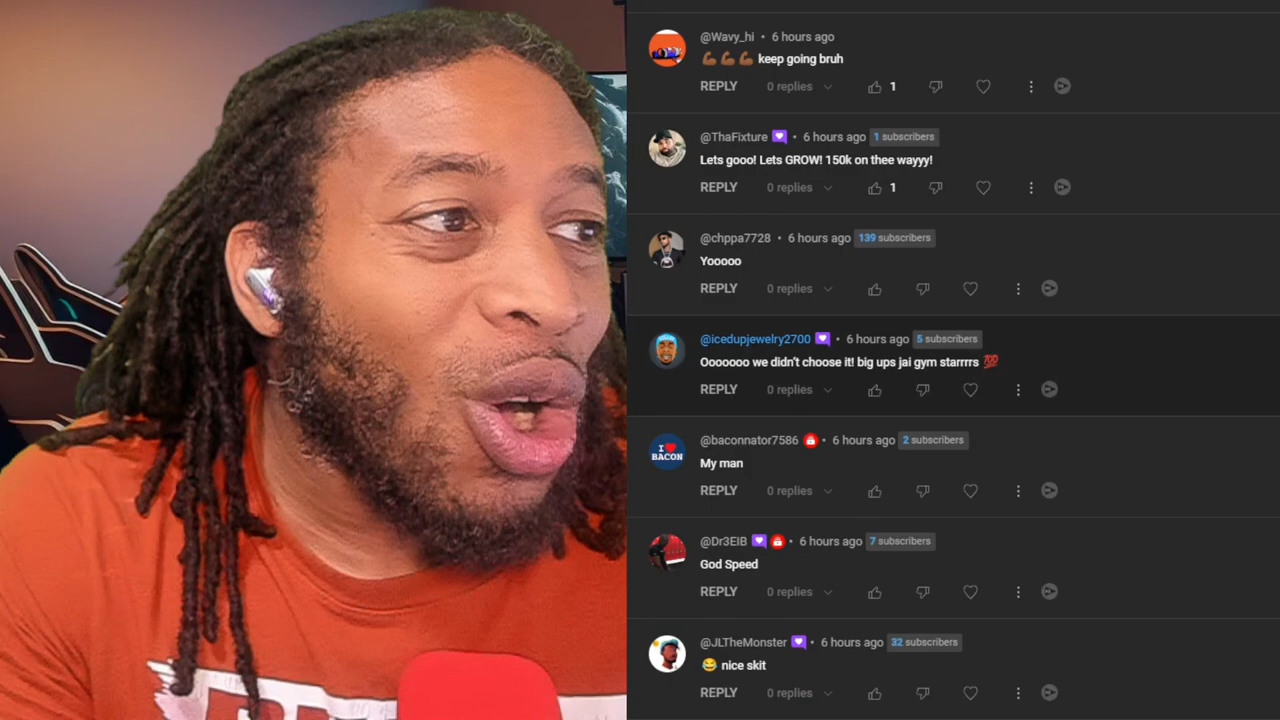 @Wavy_hi • 6 hours ago
💪🏾💪🏾💪🏾 keep going bruh
REPLY 0 replies 1
@ThaFixture • 6 hours ago 1 subscribers
Lets gooo! Lets GROW! 150k on thee wayyy!
REPLY 0 replies 1
@chppa7728 • 6 hours ago 139 subscribers
Yooooo
REPLY 0 replies
@icedupjewelry2700 • 6 hours ago 5 subscribers
Ooooooo we didn't choose it! big ups jai gym starrrrs 💯
REPLY 0 replies
I ❤ BACON
@baconnator7586 • 6 hours ago 2 subscribers
My man
REPLY 0 replies
@Dr3EIB • 6 hours ago 7 subscribers
God Speed
REPLY 0 replies
@JLTheMonster • 6 hours ago 32 subscribers
😂 nice skit
REPLY 0 replies